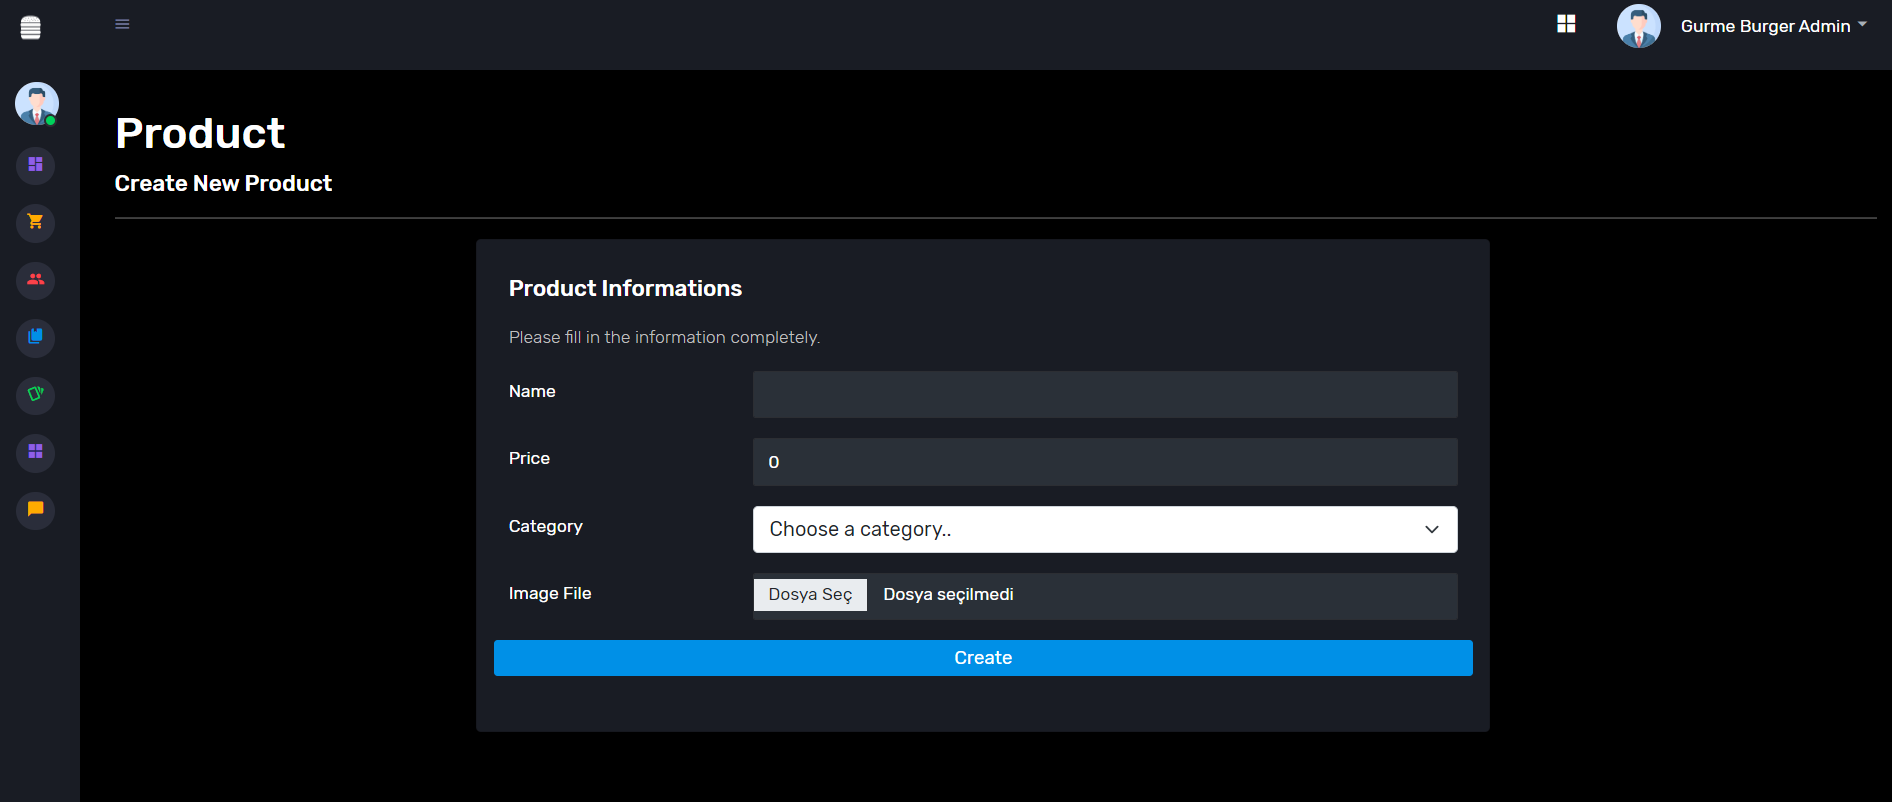 Gurme Burger Admin
Product
Create New Product
Product Informations
Please fill in the information completely.
Name
Price
0
Category
Choose a category..
Image File
Dosya Seç
Dosya seçilmedi
Create